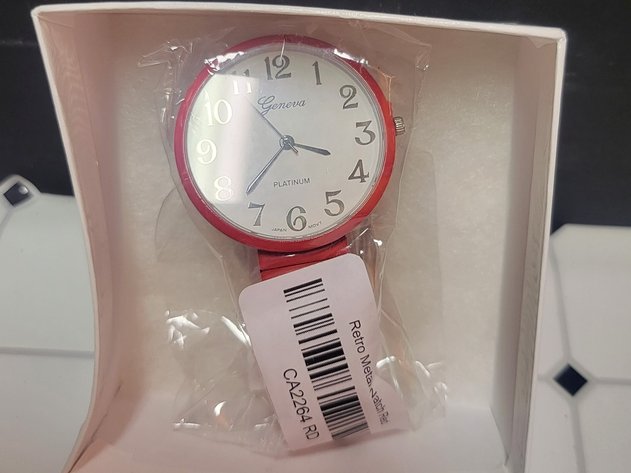 12
1
2
3
4
5
6
7
8
9
10
11
Geneva
PLATINUM
JAPAN MOVT
Retro Metal Watch
CA2264 RD